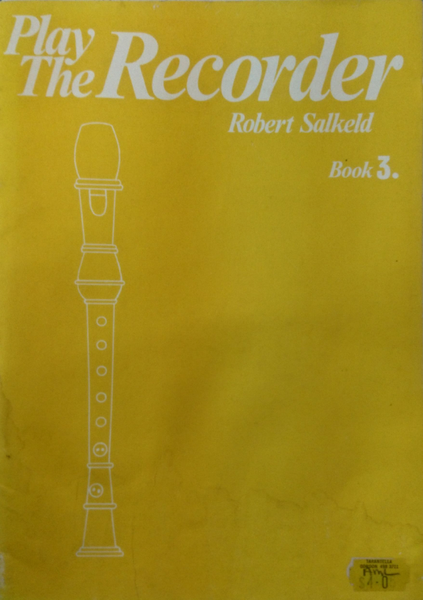 Play
The Recorder
Robert Salkeld
Book 3.